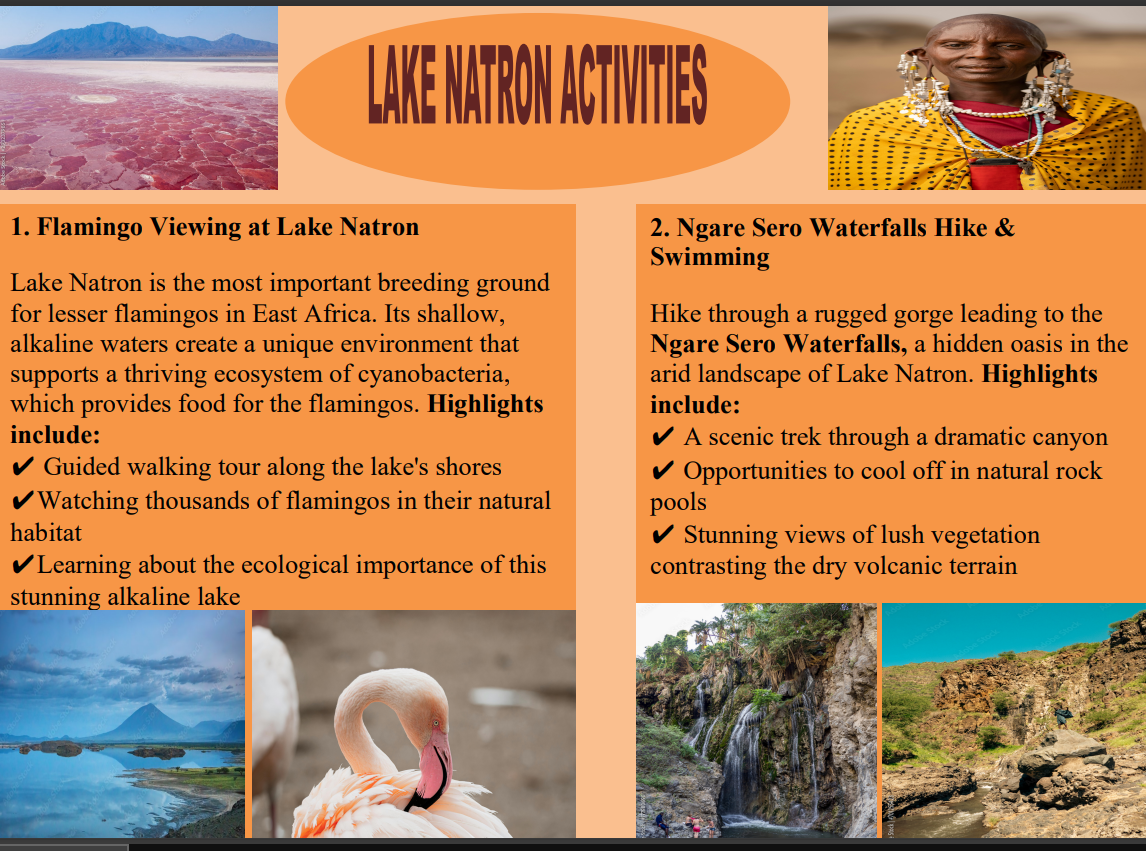 LAKE NATRON ACTIVITIES
1. Flamingo Viewing at Lake Natron
Lake Natron is the most important breeding ground
for lesser flamingos in East Africa. Its shallow,
alkaline waters create a unique environment that
supports a thriving ecosystem of cyanobacteria,
which provides food for the flamingos. Highlights
include:
✔ Guided walking tour along the lake's shores
✔Watching thousands of flamingos in their natural
habitat
✔Learning about the ecological importance of this
stunning alkaline lake
2. Ngare Sero Waterfalls Hike &
Swimming
Hike through a rugged gorge leading to the
Ngare Sero Waterfalls, a hidden oasis in the
arid landscape of Lake Natron. Highlights
include:
✔ A scenic trek through a dramatic canyon
✔ Opportunities to cool off in natural rock
pools
✔ Stunning views of lush vegetation
contrasting the dry volcanic terrain